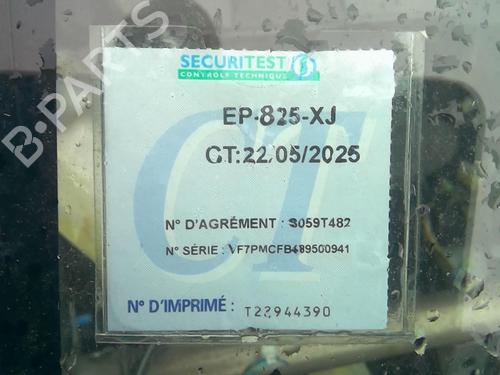 SECURITEST
CONTROLE TECHNIQUE
EP-825-XJ
CT:22/05/2025
N° D'AGRÉMENT : S059T482
N° SÉRIE : VF7PMCFB489500941
N° D'IMPRIMÉ : T22944390
CT
B-PARTS